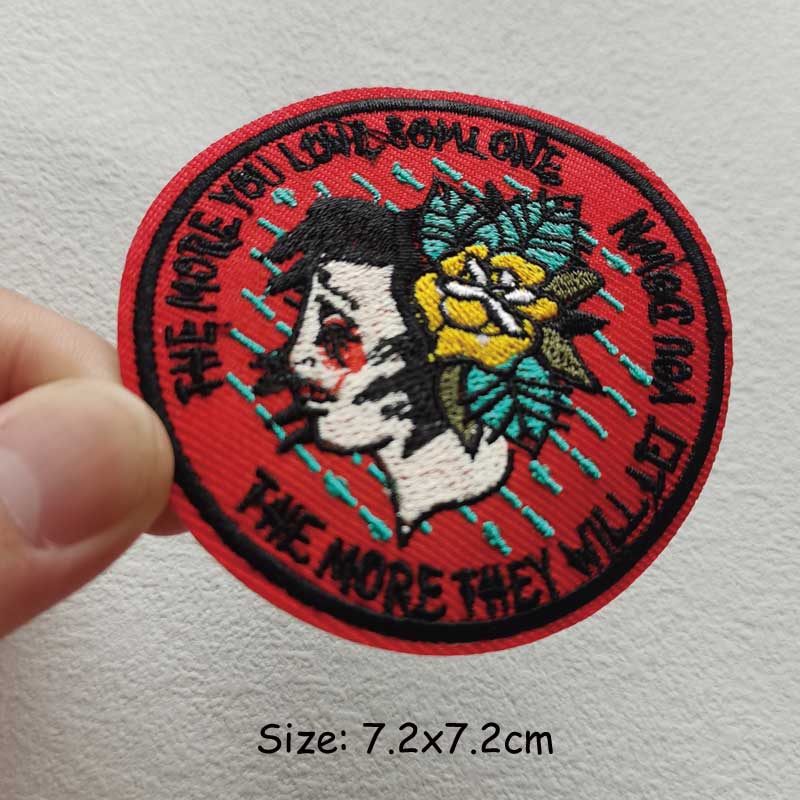 THE MORE YOU LOVE SOMEONE
THE MORE THEY WILL LET
YOU DOWN
Size: 7.2x7.2cm